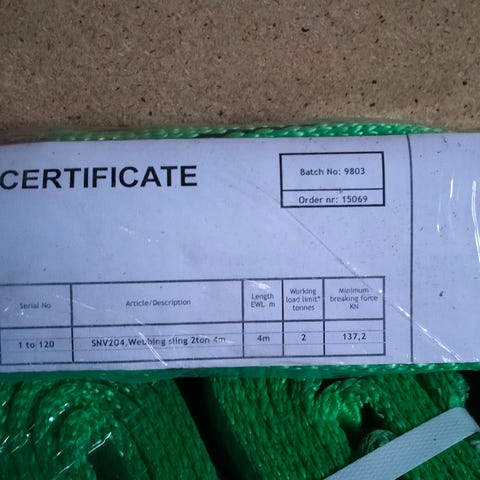 CERTIFICATE
Batch No: 9803
Order nr: 15069
Serial No
Article/Description
Length
EWL m
Working
load limit*
tonnes
Minimum
breaking force
KN
1 to 120
SNV204,Webbing sling 2ton 4m
4m
2
137,2